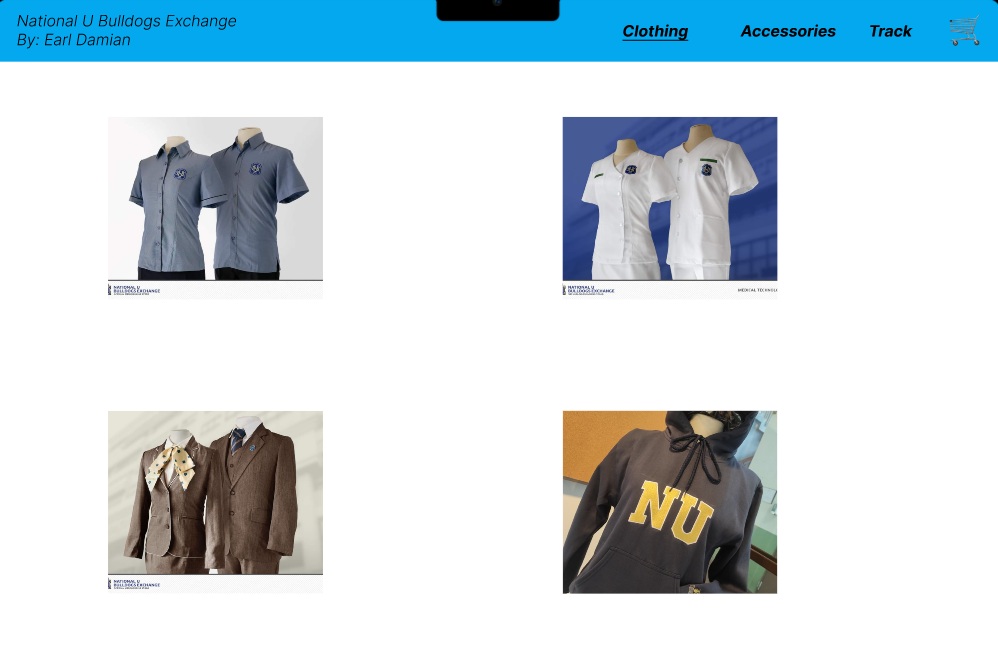 National U Bulldogs Exchange
By: Earl Damian
Clothing
Accessories
Track
NATIONAL U
BULLDOGS EXCHANGE
NATIONAL U
BULLDOGS EXCHANGE
MEDICAL TECHNOL
NATIONAL U
BULLDOGS EXCHANGE
NU